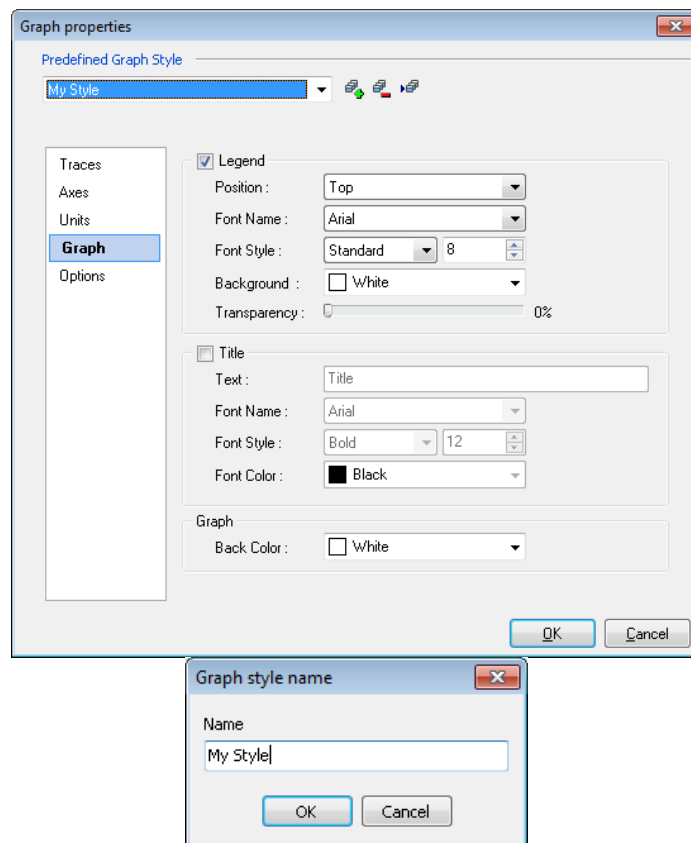 Graph properties
Predefined Graph Style
My Style
Traces
Axes
Units
Graph
Options
Legend
Position : Top
Font Name : Arial
Font Style : Standard 8
Background : White
Transparency : 0%
Title
Text : Title
Font Name : Arial
Font Style : Bold 12
Font Color : Black
Graph
Back Color : White
OK Cancel
Graph style name
Name
My Style
OK Cancel